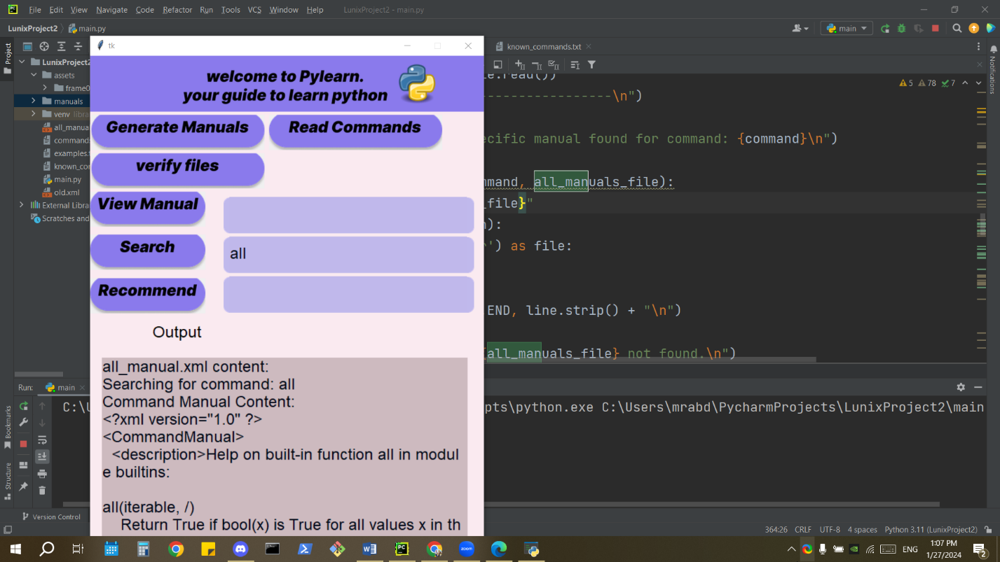 File Edit View Navigate Code Refactor Run Tools VCS Window Help LunixProject2 - main.py
LunixProject2 main.py main
Project
tk
known_commands.txt
Notifications
LunixProject2
assets
frame0
manuals
venv libra
all_manua
command
examples.
known_co
main.py
old.xml
External Libra
Scratches and
welcome to Pylearn.
your guide to learn python
Generate Manuals Read Commands
verify files
View Manual
Search all
Recommend
Output
all_manual.xml content:
Searching for command: all
Command Manual Content:
<?xml version="1.0" ?>
<CommandManual>
<description>Help on built-in function all in modul
e builtins:
all(iterable, /)
Return True if bool(x) is True for all values x in th
5 78 7
---------------\n")
ecific manual found for command: {command}\n")
mmand, all_manuals_file):
_file}"
):
') as file:
END, line.strip() + "\n")
{all_manuals_file} not found.\n")
Run: main
C:\U
pts\python.exe C:\Users\mrabd\PycharmProjects\LunixProject2\main
Bookmarks
Structure
Version Control
364:26 CRLF UTF-8 4 spaces Python 3.11 (LunixProject2)
ENG
1:07 PM
1/27/2024
2